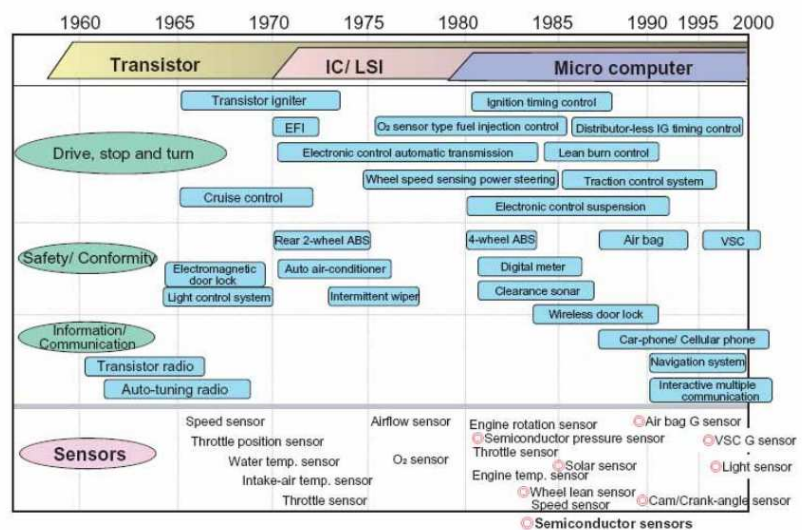 1960 1965 1970 1975 1980 1985 1990 1995 2000
Transistor IC/ LSI Micro computer
Transistor igniter Ignition timing control
EFI O₂ sensor type fuel injection control Distributor-less IG timing control
Drive, stop and turn Electronic control automatic transmission Lean burn control
Wheel speed sensing power steering Traction control system
Cruise control
Electronic control suspension
Rear 2-wheel ABS 4-wheel ABS Air bag VSC
Safety/ Conformity
Electromagnetic
door lock
Auto air-conditioner Digital meter
Light control system Intermittent wiper Clearance sonar
Wireless door lock
Information/
Communication
Car-phone/ Cellular phone
Transistor radio Navigation system
Auto-tuning radio
Interactive multiple
communication
Speed sensor Airflow sensor Engine rotation sensor Air bag G sensor
Throttle position sensor Semiconductor pressure sensor VSC G sensor
Throttle sensor
Sensors
Water temp. sensor O₂ sensor Solar sensor Light sensor
Intake-air temp. sensor Engine temp. sensor
Wheel lean sensor
Throttle sensor Speed sensor Cam/Crank-angle sensor
Semiconductor sensors